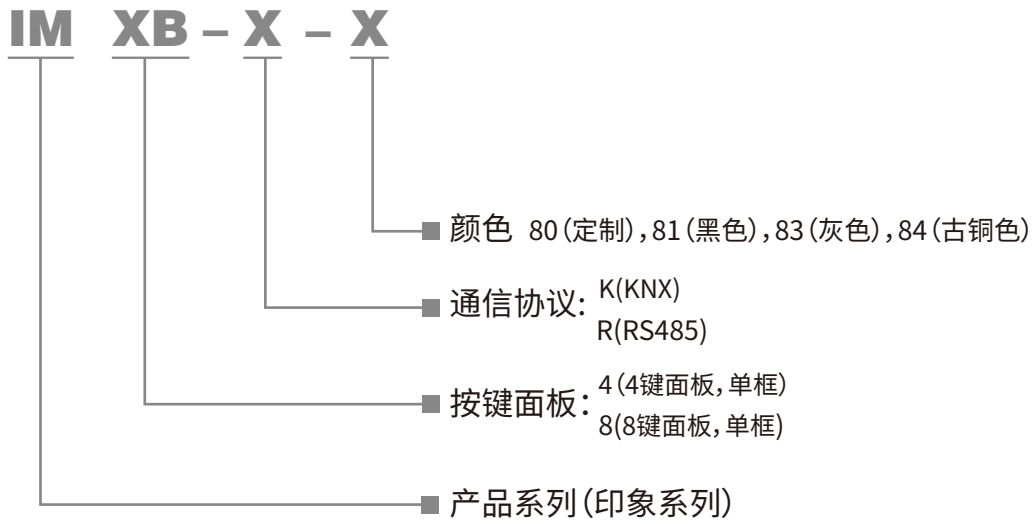 IM XB – X – X
颜色 80(定制),81(黑色),83(灰色),84(古铜色)
通信协议: K(KNX)
R(RS485)
按键面板: 4(4键面板,单框)
8(8键面板,单框)
产品系列(印象系列)